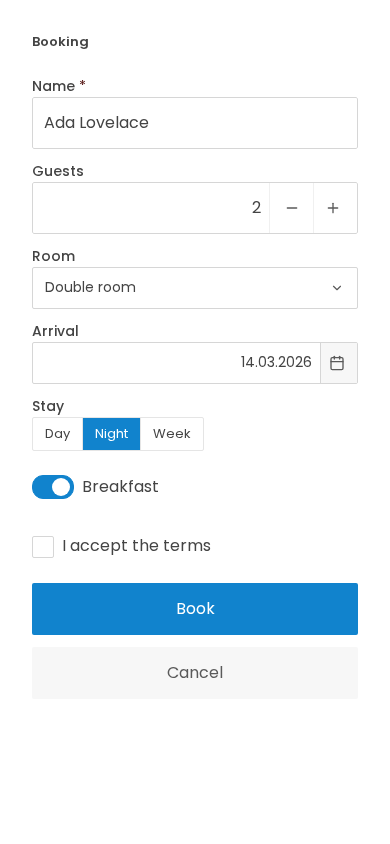 Booking
Name *
Ada Lovelace
Guests
2
Room
Double room
Arrival
14.03.2026
Stay
Day Night Week
Breakfast
I accept the terms
Book
Cancel